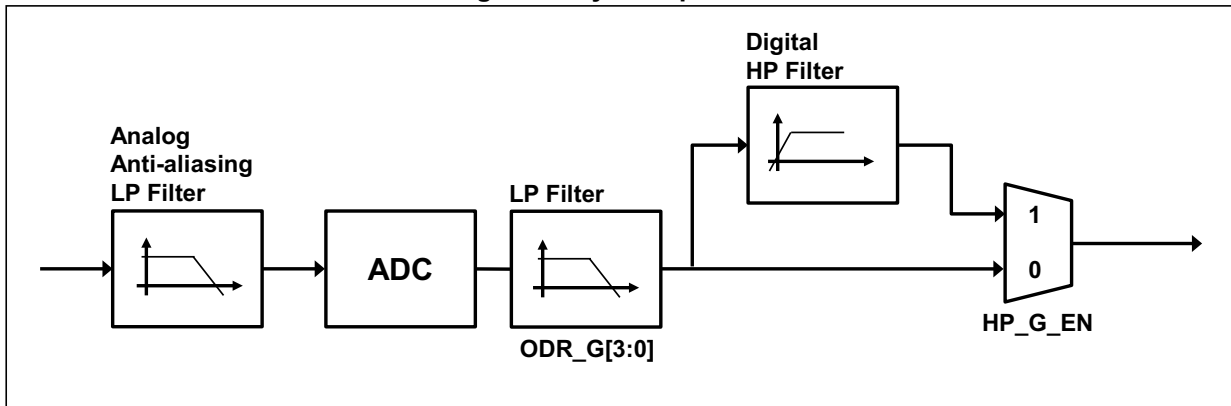 Digital
HP Filter
Analog
Anti-aliasing
LP Filter
LP Filter
ADC
1
0
HP_G_EN
ODR_G[3:0]